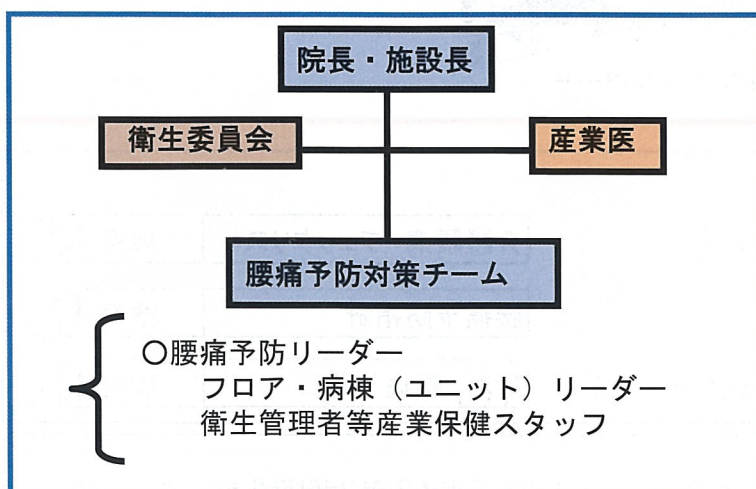 院長・施設長
衛生委員会
産業医
腰痛予防対策チーム
〇腰痛予防リーダー
フロア・病棟（ユニット）リーダー
衛生管理者等産業保健スタッフ